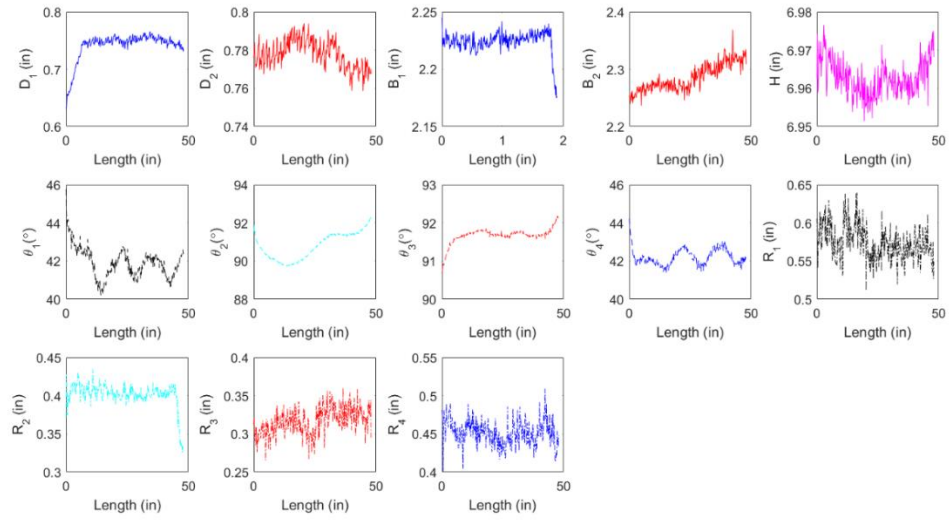 0.8
0.7
0.6
D1 (in)
0
50
Length (in)
0.8
0.78
0.76
0.74
D2 (in)
0
50
Length (in)
2.25
2.2
2.15
B1 (in)
0
1
2
Length (in)
2.4
2.3
2.2
B2 (in)
0
50
Length (in)
6.98
6.97
6.96
6.95
H (in)
0
50
Length (in)
46
44
42
40
θ1(°)
0
50
Length (in)
94
92
90
88
θ2(°)
0
50
Length (in)
93
92
91
90
θ3(°)
0
50
Length (in)
46
44
42
40
θ4(°)
0
50
Length (in)
0.65
0.6
0.55
0.5
R1 (in)
0
50
Length (in)
0.45
0.4
0.35
0.3
R2 (in)
0
50
Length (in)
0.4
0.35
0.3
0.25
R3 (in)
0
50
Length (in)
0.55
0.5
0.45
0.4
R4 (in)
0
50
Length (in)